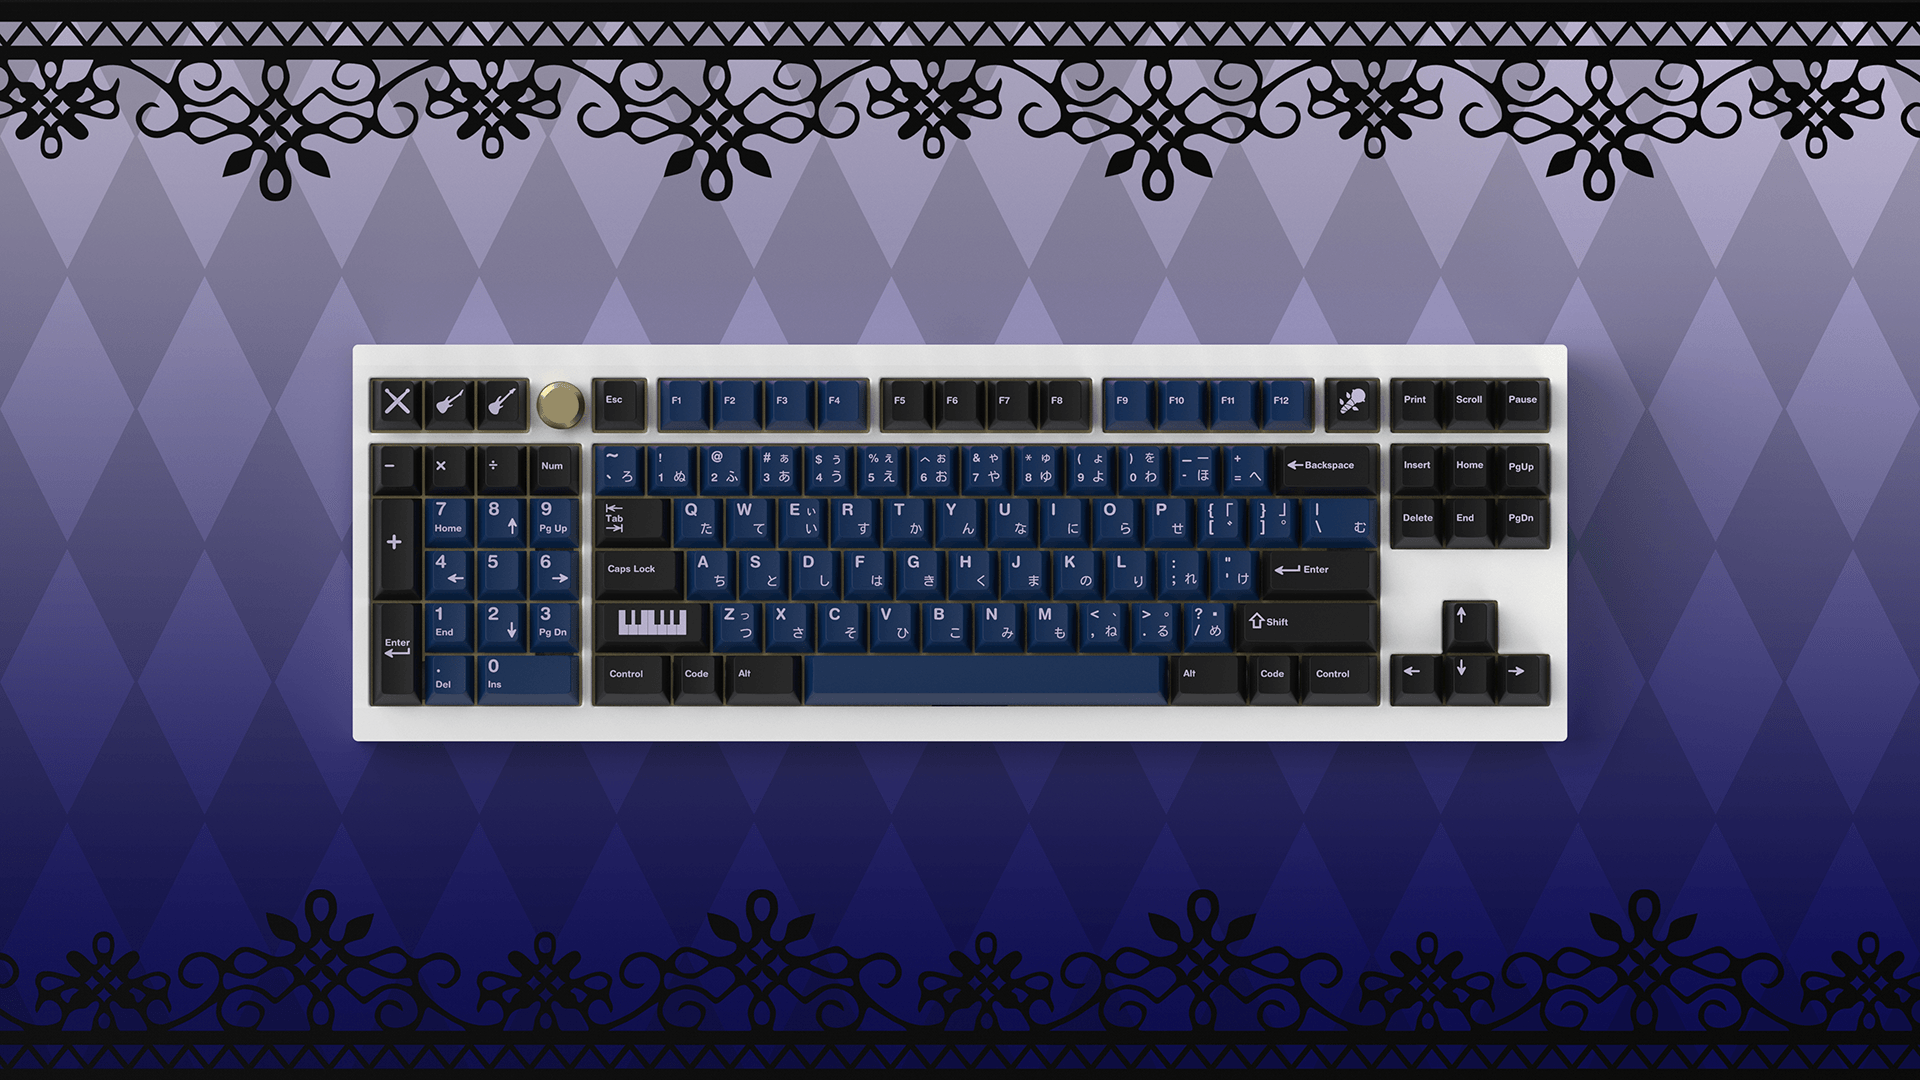 Esc F1 F2 F3 F4 F5 F6 F7 F8 F9 F10 F11 F12 Print Scroll Pause
− × ÷ Num
~ ! @ # ぁ $ ぅ % ぇ へ ぉ & ゃ * ゅ ( ょ ) を _ ー +
、 ろ 1 ぬ 2 ふ 3 あ 4 う 5 え 6 お 7 や 8 ゆ 9 よ 0 わ - ほ = へ ←Backspace
Insert Home PgUp
7 Home 8 ↑ 9 Pg Up
Tab Q た W て E ぃ い R す T か Y ん U な I に O ら P せ { 「 [ ゛ } 」 ] ゜ | \ む
Delete End PgDn
+
4 ← 5 6 →
Caps Lock A ち S と D し F は G き H く J ま K の L り : ; れ " ' け ← Enter
1 End 2 ↓ 3 Pg Dn
Z っ つ X さ C そ V ひ B こ N み M も < 、 , ね > 。 . る ? ・ / め Shift
↑
Enter
. Del 0 Ins
Control Code Alt Alt Code Control
← ↓ →